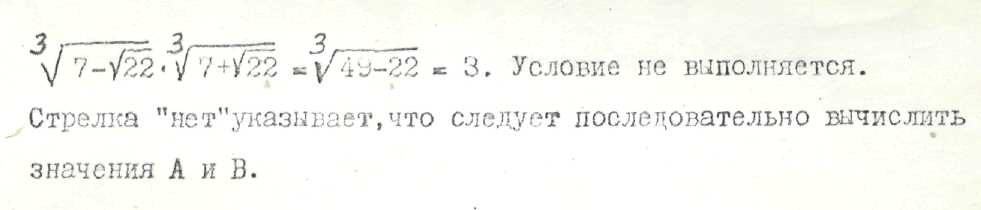 ∛(7-√22)·∛(7+√22) = ∛(49-22) = 3. Условие не выполняется.
Стрелка "нет"указывает,что следует последовательно вычислить
значения А и В.